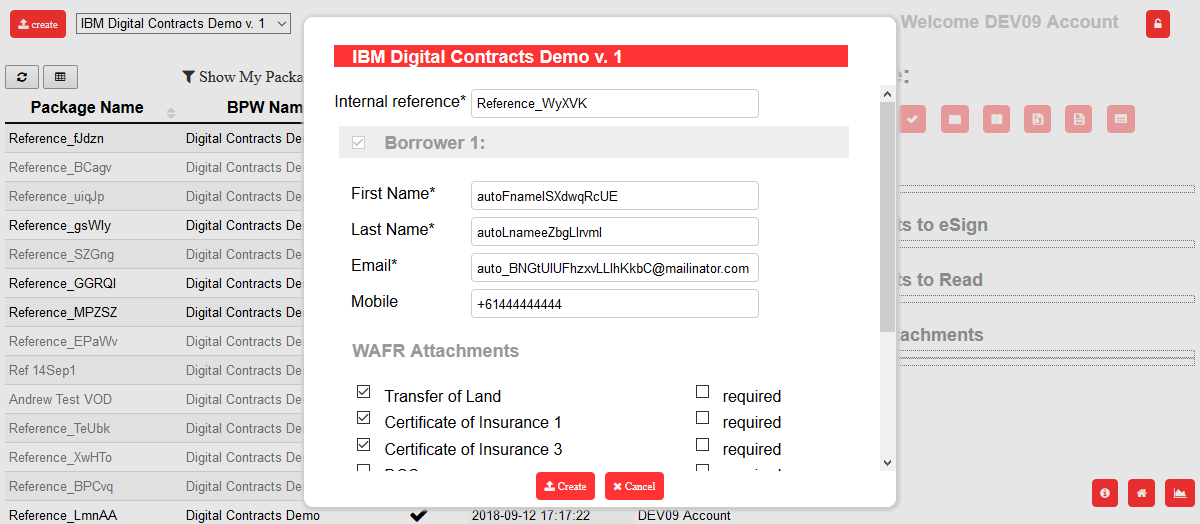 create
IBM Digital Contracts Demo v. 1
Welcome DEV09 Account
Show My Packa
Package Name
BPW Nam
Reference_fJdzn
Digital Contracts De
Reference_BCagv
Digital Contracts De
Reference_uiqJp
Digital Contracts De
Reference_gsWly
Digital Contracts De
Reference_SZGng
Digital Contracts De
Reference_GGRQl
Digital Contracts De
Reference_MPZSZ
Digital Contracts De
Reference_EPaWv
Digital Contracts De
Ref 14Sep1
Digital Contracts De
Andrew Test VOD
Digital Contracts De
Reference_TeUbk
Digital Contracts De
Reference_XwHTo
Digital Contracts De
Reference_BPCvq
Digital Contracts De
Reference_LmnAA
Digital Contracts Demo
2018-09-12 17:17:22
DEV09 Account
IBM Digital Contracts Demo v. 1
Internal reference*
Reference_WyXVK
Borrower 1:
First Name*
autoFnamelSXdwqRcUE
Last Name*
autoLnameeZbgLlrvml
Email*
auto_BNGtUlUFhzxvLLlhKkbC@mailinator.com
Mobile
+61444444444
WAFR Attachments
Transfer of Land
required
Certificate of Insurance 1
required
Certificate of Insurance 3
required
Create
Cancel
e:
ts to eSign
ts to Read
tachments